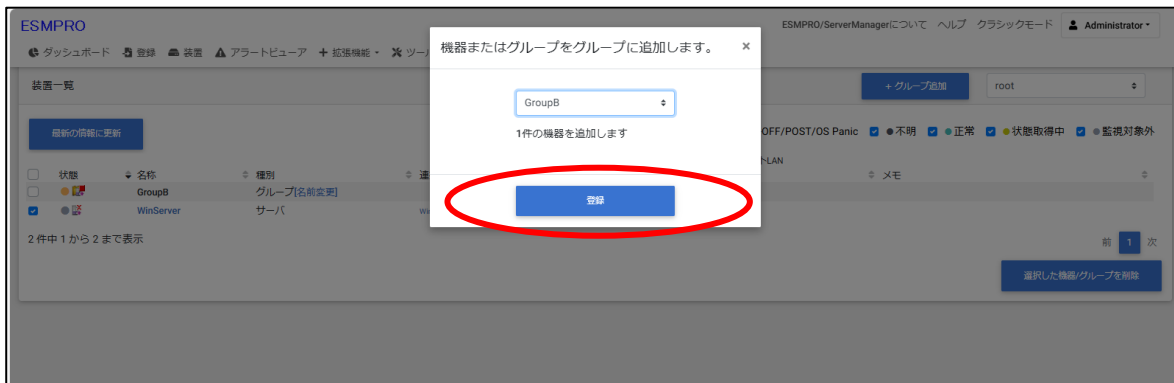 ESMPRO
ESMPRO/ServerManagerについて ヘルプ クラシックモード Administrator
ダッシュボード 登録 装置 アラートビューア 拡張機能 ツー
機器またはグループをグループに追加します。 ×
装置一覧
+ グループ追加 root
GroupB
1件の機器を追加します
最新の情報に更新
OFF/POST/OS Panic 不明 正常 状態取得中 監視対象外
LAN
状態 名称 種別 メモ
GroupB グループ[名前変更]
WinServer サーバ
登録
2件中 1 から 2 まで表示
前 1 次
選択した機器/グループを削除